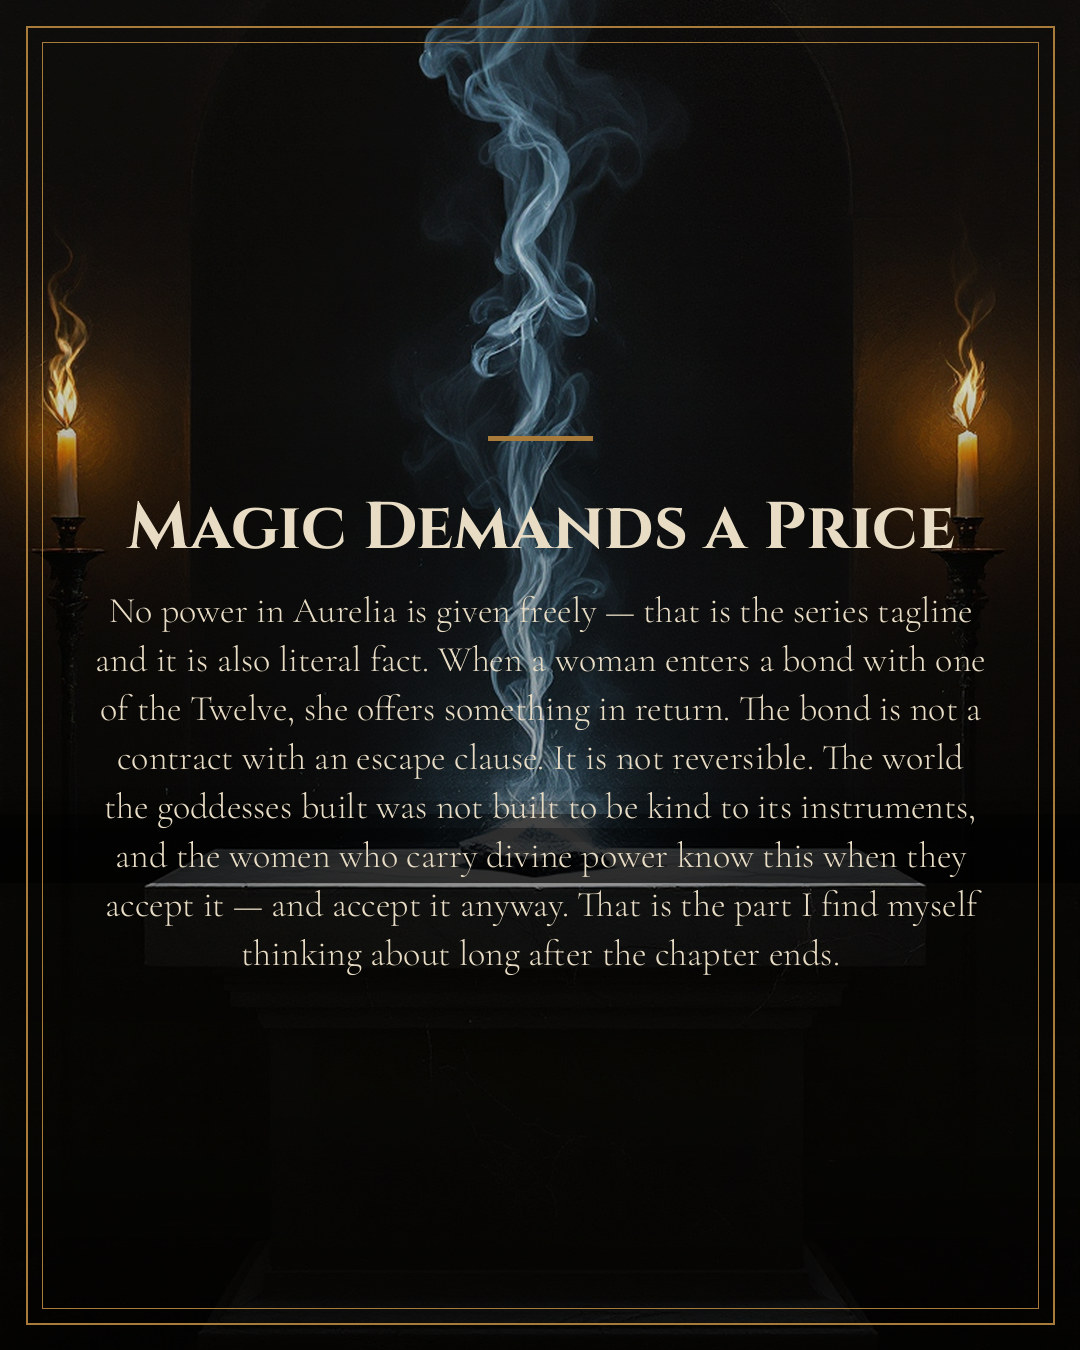 Magic Demands a Price
No power in Aurelia is given freely — that is the series tagline
and it is also literal fact. When a woman enters a bond with one
of the Twelve, she offers something in return. The bond is not a
contract with an escape clause. It is not reversible. The world
the goddesses built was not built to be kind to its instruments,
and the women who carry divine power know this when they
accept it — and accept it anyway. That is the part I find myself
thinking about long after the chapter ends.